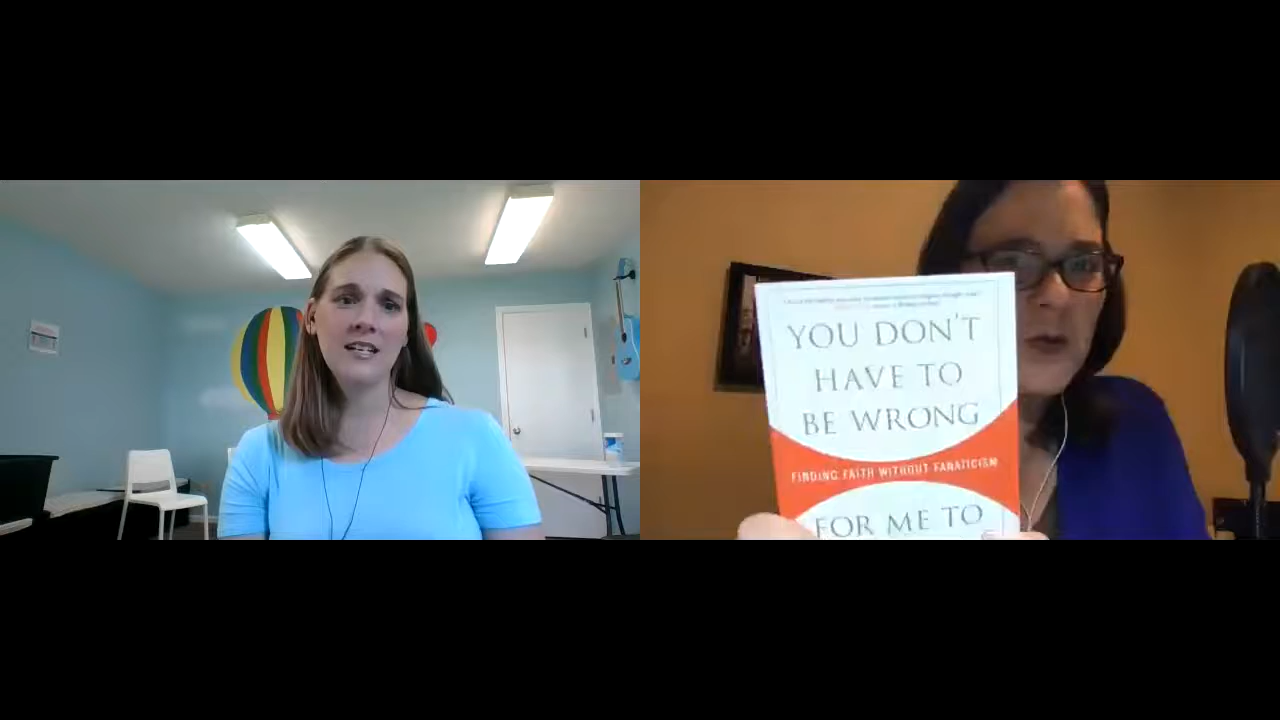 YOU DON'T
HAVE TO
BE WRONG
FINDING FAITH WITHOUT FANATICISM
FOR ME TO